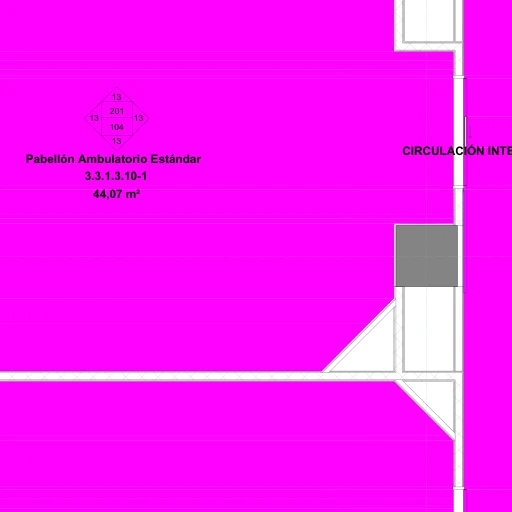 13
201
13 13
104
13
Pabellón Ambulatorio Estándar
3.3.1.3.10-1
44,07 m²
CIRCULACIÓN INTE